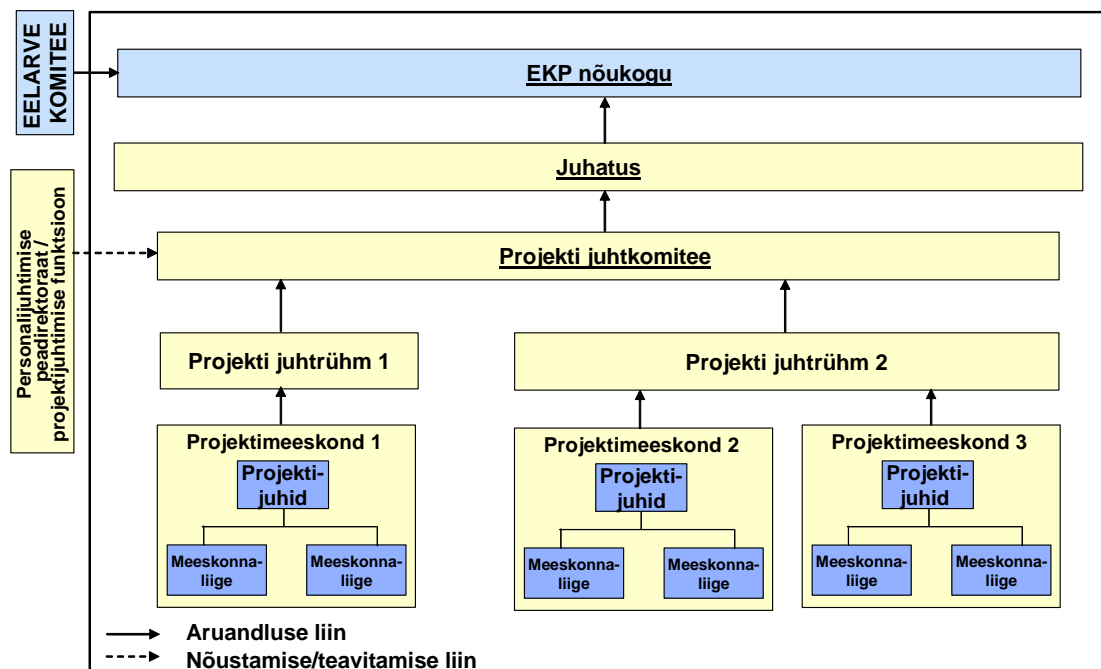 EELARVE
KOMITEE
EKP nõukogu
Juhatus
Personalijuhtimise
peadirektoraat /
projektijuhtimise funktsioon
Projekti juhtkomitee
Projekti juhtrühm 1
Projekti juhtrühm 2
Projektimeeskond 1
Projekti-
juhid
Meeskonna-
liige
Meeskonna-
liige
Projektimeeskond 2
Projekti-
juhid
Meeskonna-
liige
Meeskonna-
liige
Projektimeeskond 3
Projekti-
juhid
Meeskonna-
liige
Meeskonna-
liige
Aruandluse liin
Nõustamise/teavitamise liin